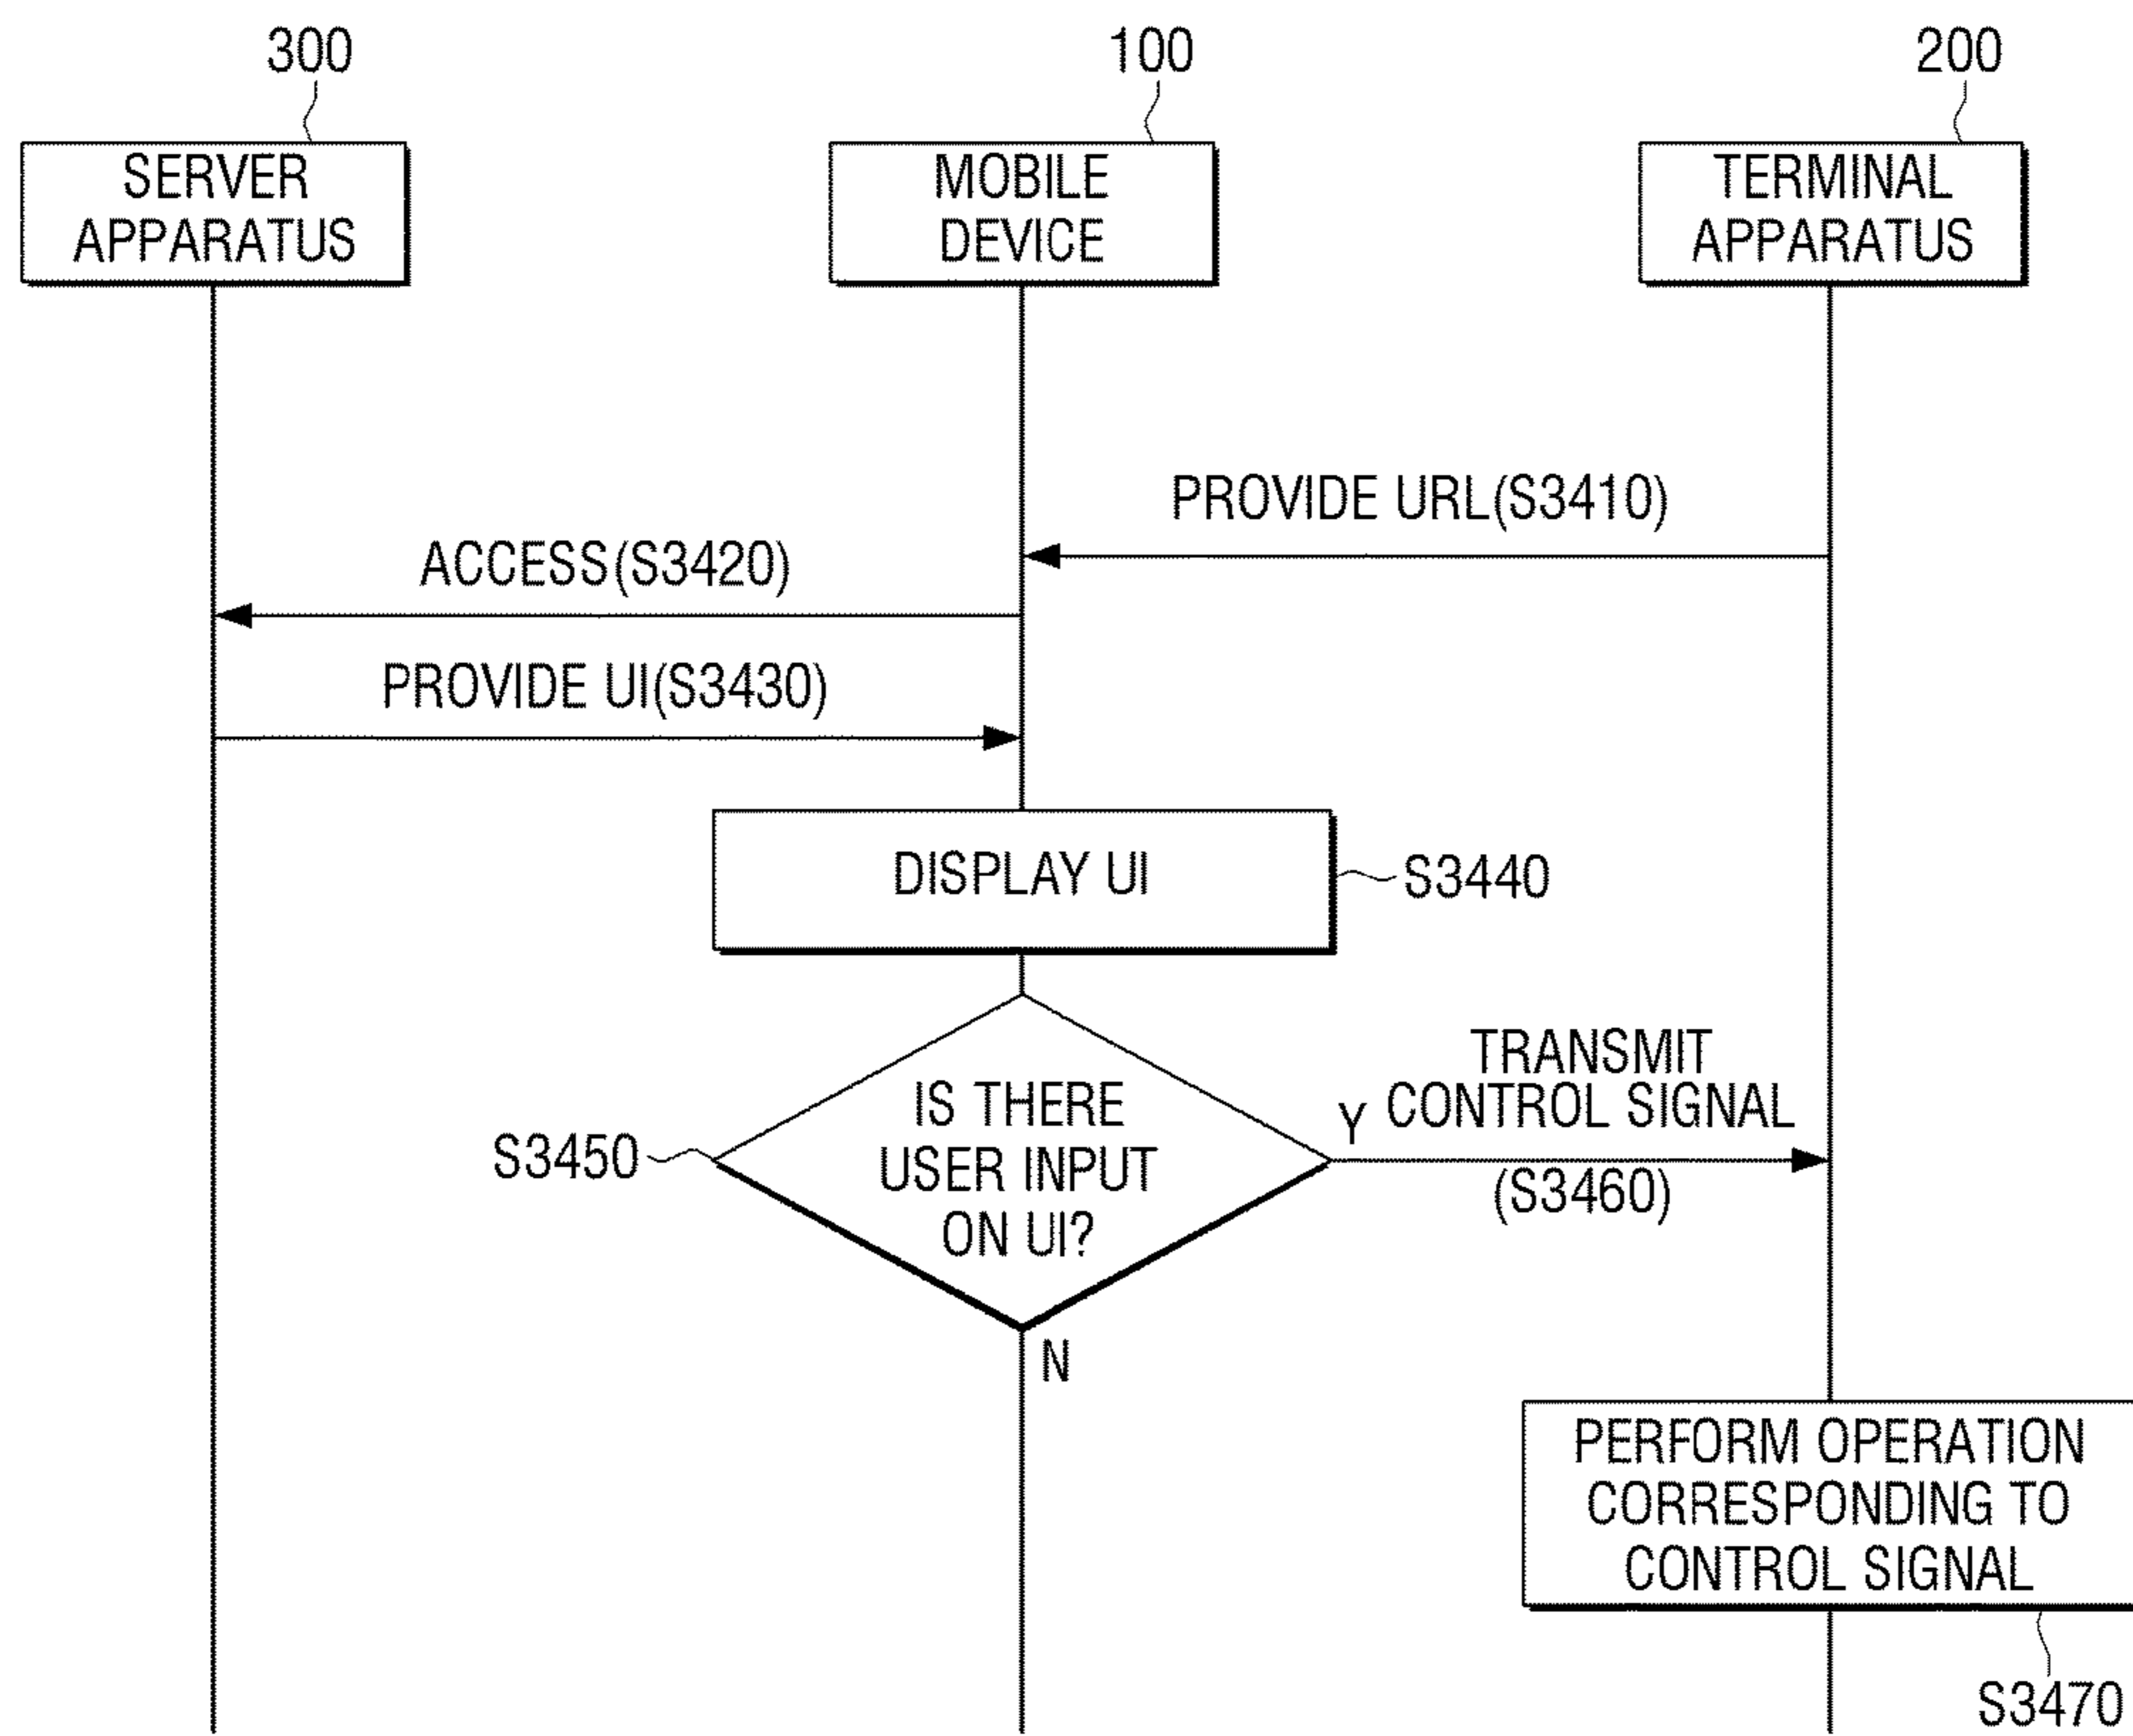 300
100
200
SERVER
APPARATUS
MOBILE
DEVICE
TERMINAL
APPARATUS
PROVIDE URL(S3410)
ACCESS(S3420)
PROVIDE UI(S3430)
DISPLAY UI
S3440
IS THERE
USER INPUT
ON UI?
S3450
Y
TRANSMIT
CONTROL SIGNAL
(S3460)
N
PERFORM OPERATION
CORRESPONDING TO
CONTROL SIGNAL
S3470